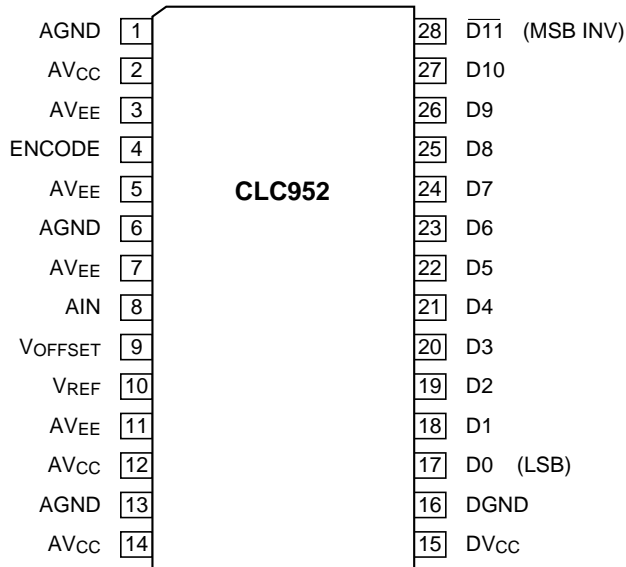 AGND 1 28 D̅1̅1̅ (MSB INV)
AVCC 2 27 D10
AVEE 3 26 D9
ENCODE 4 25 D8
AVEE 5 CLC952 24 D7
AGND 6 23 D6
AVEE 7 22 D5
AIN 8 21 D4
VOFFSET 9 20 D3
VREF 10 19 D2
AVEE 11 18 D1
AVCC 12 17 D0 (LSB)
AGND 13 16 DGND
AVCC 14 15 DVCC